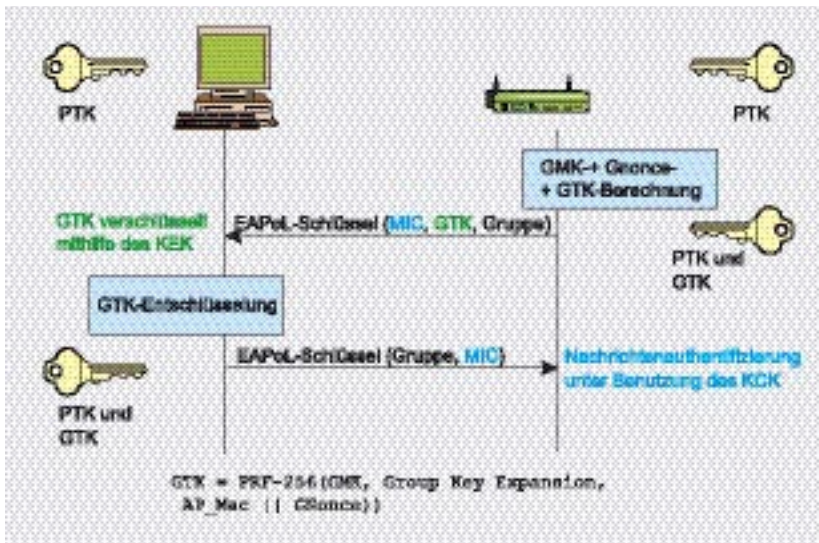 PTK
PTK
GMK-+ Gnonce-
+ GTK-Berechnung
GTK verschlüsselt
mithilfe des KEK
EAPoL-Schlüssel (MIC, GTK, Gruppe)
PTK und
GTK
GTK-Entschlüsselung
EAPoL-Schlüssel (Gruppe, MIC)
Nachrichtenauthentifizierung
unter Benutzung des KCK
PTK und
GTK
GTK = PRF-256(GMK, Group Key Expansion,
AP_Mac || GNonce))